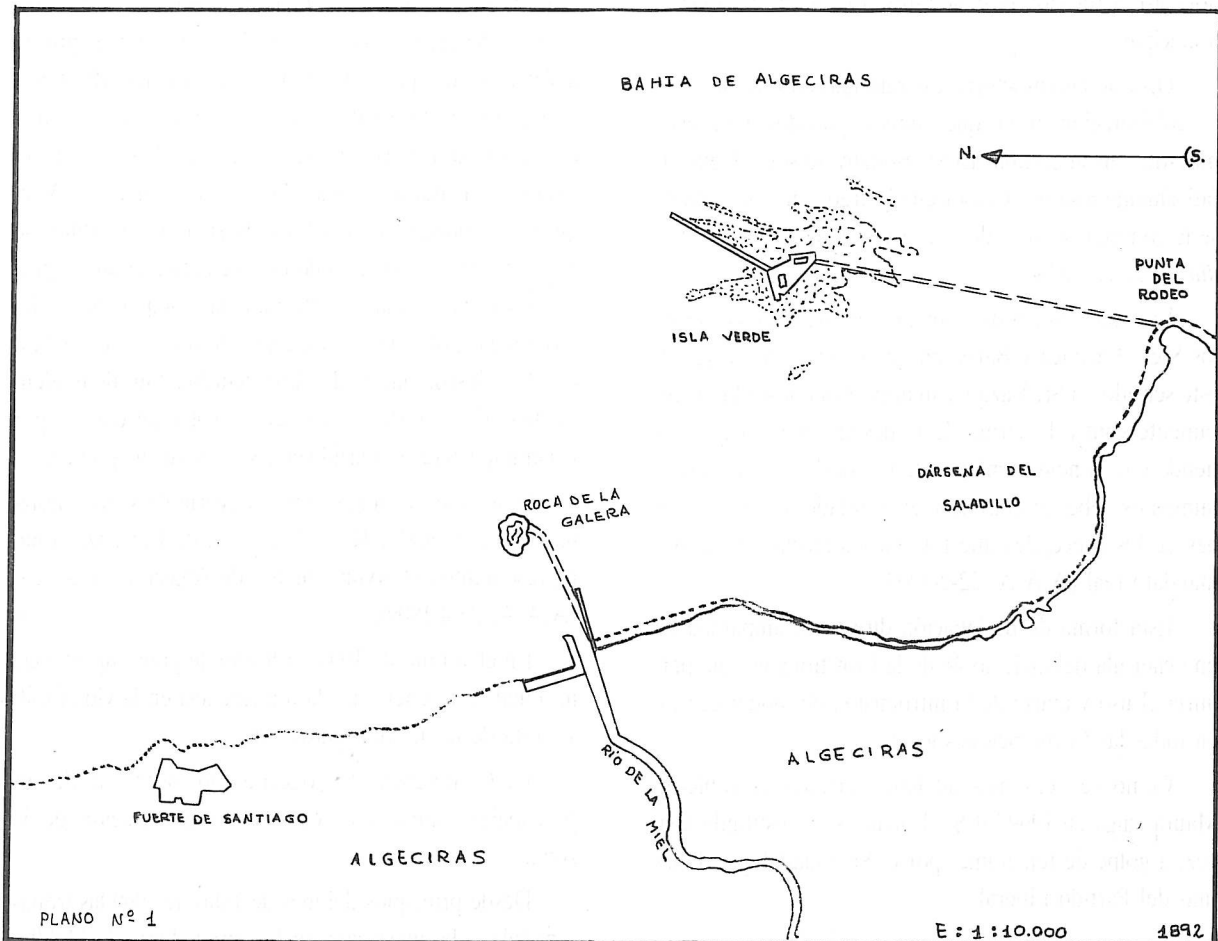 BAHIA DE ALGECIRAS
N. S.
PUNTA
DEL
RODEO
ISLA VERDE
DÁRSENA DEL
SALADILLO
ROCA DE LA
GALERA
ALGECIRAS
RÍO DE LA
MIEL
FUERTE DE SANTIAGO
ALGECIRAS
PLANO Nº 1
E : 1 : 10.000 1892